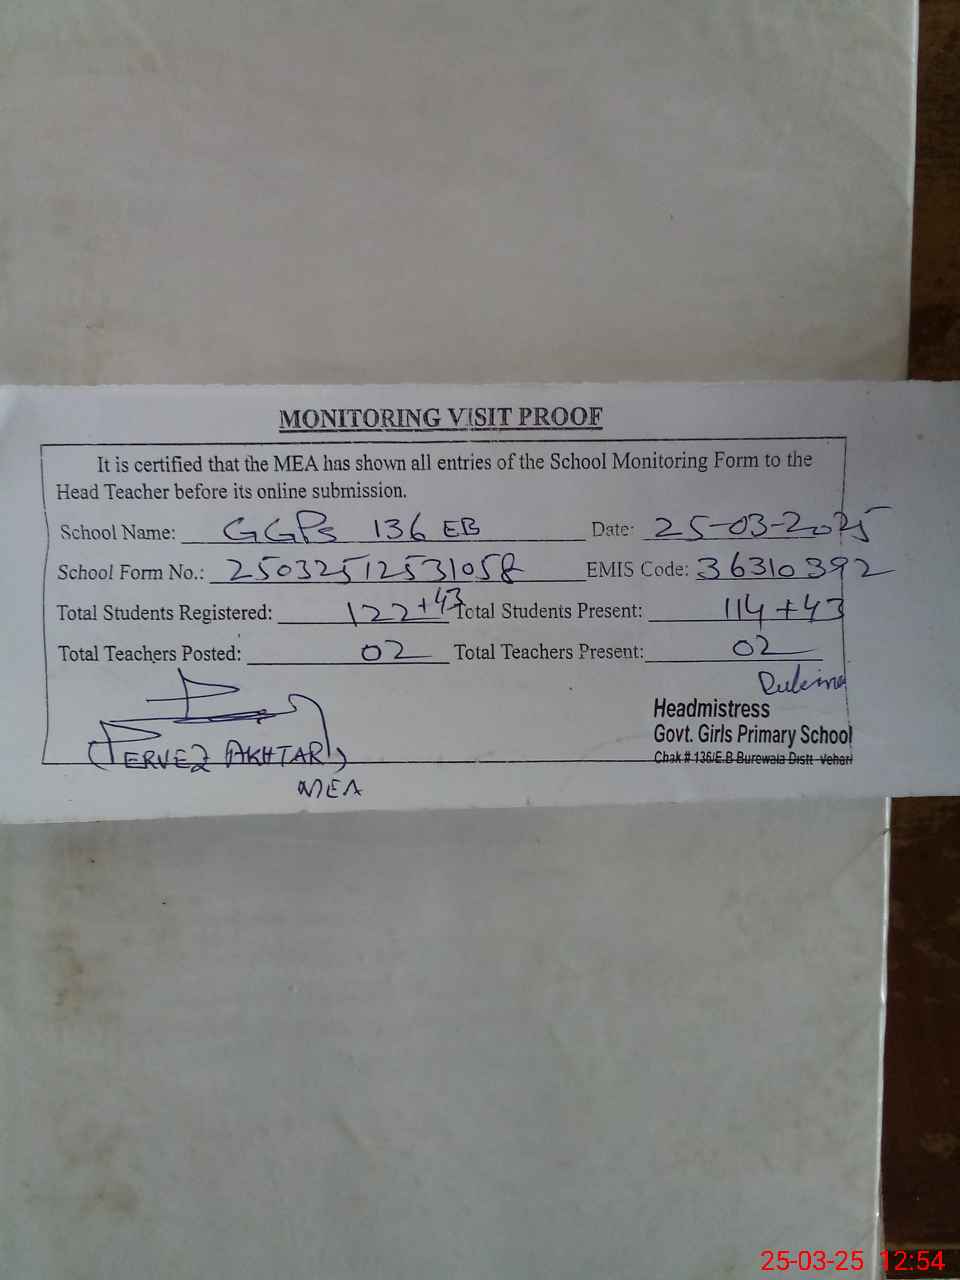 MONITORING VISIT PROOF
It is certified that the MEA has shown all entries of the School Monitoring Form to the
Head Teacher before its online submission.
School Name: GGPS 136 EB Date: 25-03-2025
School Form No.: 25032512531058 EMIS Code: 36310392
Total Students Registered: 122+43 Total Students Present: 114+43
Total Teachers Posted: 02 Total Teachers Present: 02
Rubina
Headmistress
Govt. Girls Primary School
Chak # 136/E.B Burewala Distt Vehari
(PERVEZ AKHTAR)
MEA
25-03-25 12:54